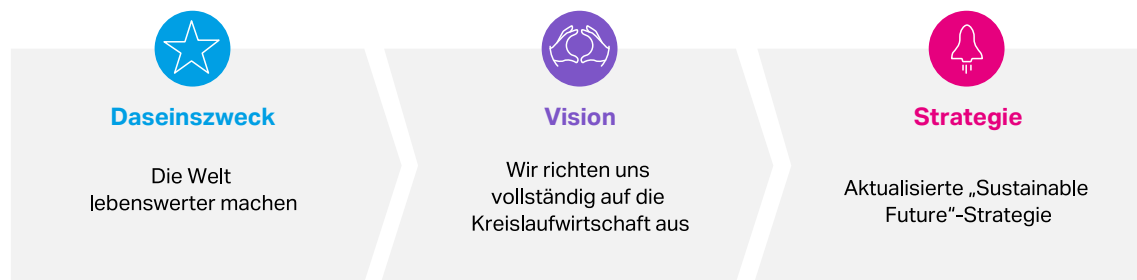 Daseinszweck
Die Welt
lebenswerter machen
Vision
Wir richten uns
vollständig auf die
Kreislaufwirtschaft aus
Strategie
Aktualisierte „Sustainable
Future“-Strategie